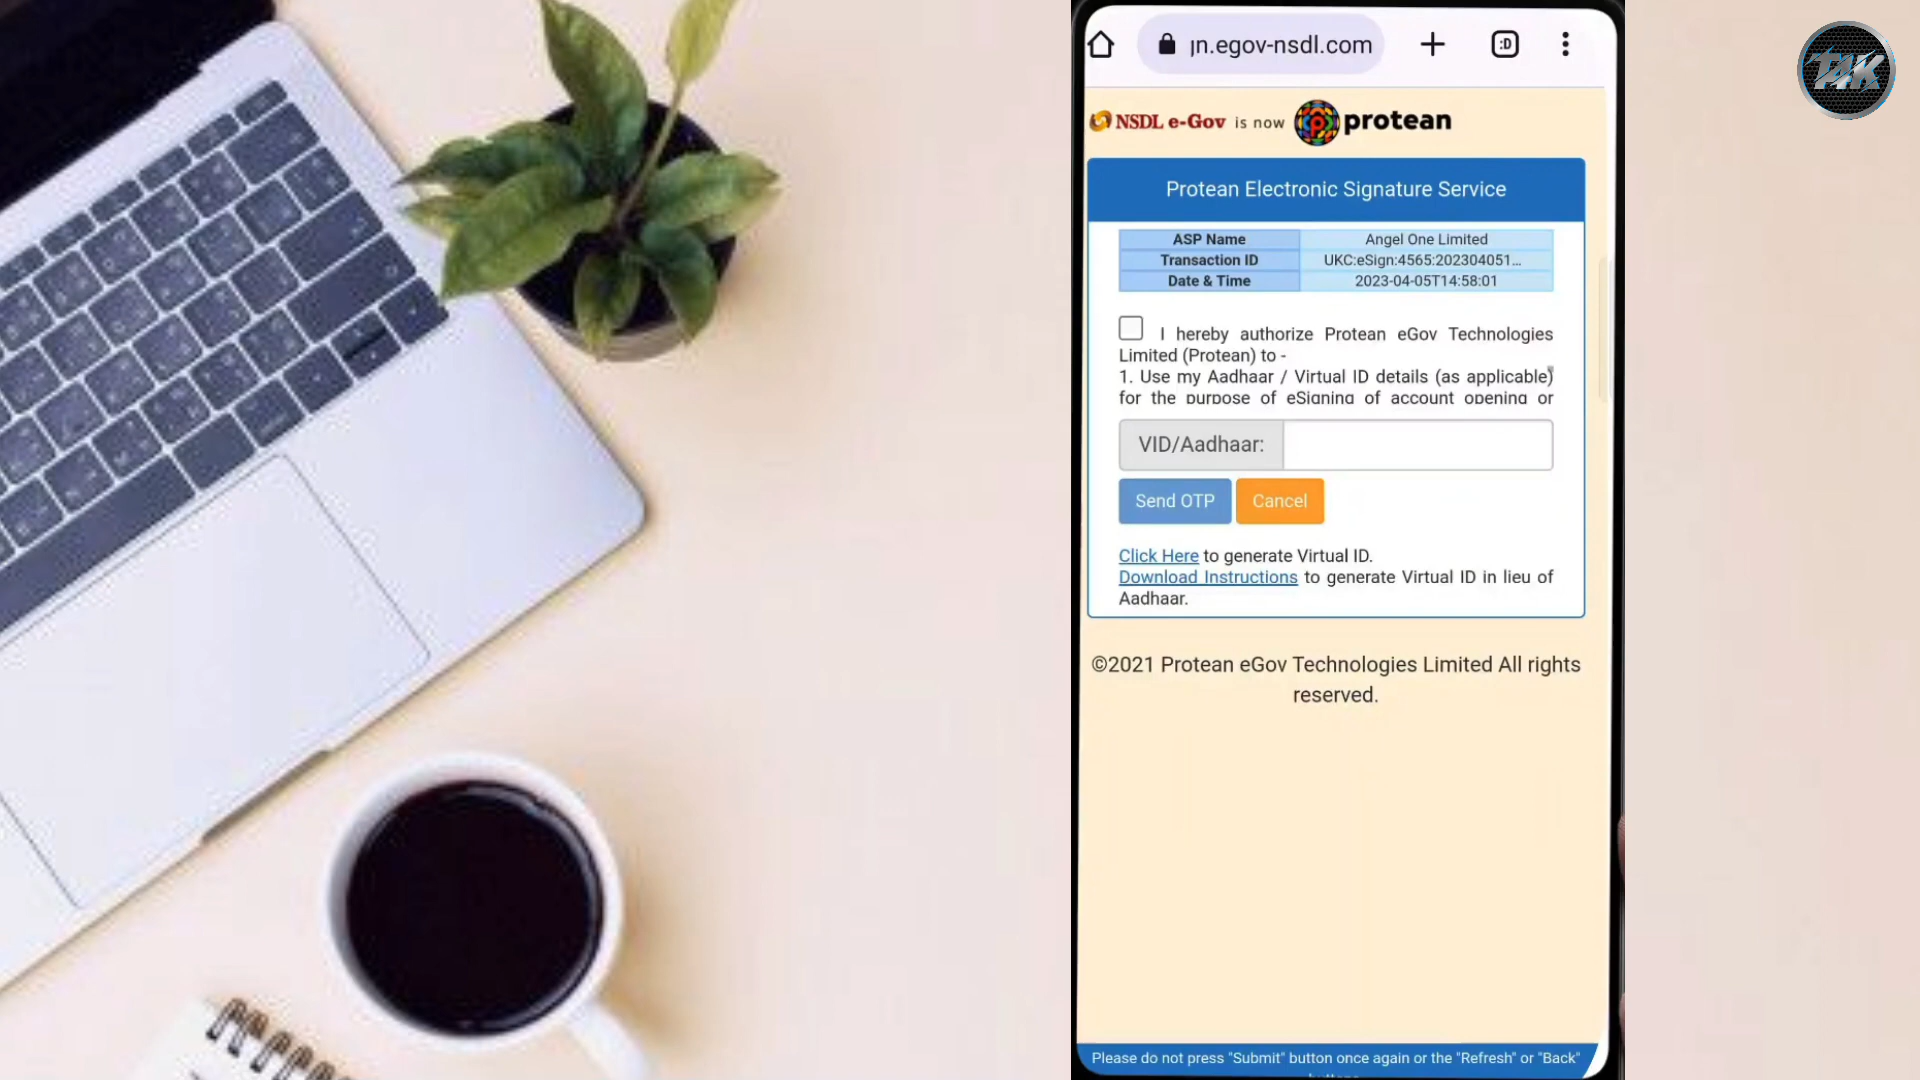 ɲn.egov-nsdl.com
:D
TAK
NSDL e-Gov is now protean
Protean Electronic Signature Service
ASP Name Angel One Limited
Transaction ID UKC:eSign:4565:202304051...
Date & Time 2023-04-05T14:58:01
I hereby authorize Protean eGov Technologies
Limited (Protean) to -
1. Use my Aadhaar / Virtual ID details (as applicable)
for the purpose of eSigning of account opening or
VID/Aadhaar:
Send OTP Cancel
Click Here to generate Virtual ID.
Download Instructions to generate Virtual ID in lieu of
Aadhaar.
©2021 Protean eGov Technologies Limited All rights
reserved.
Please do not press "Submit" button once again or the "Refresh" or "Back"